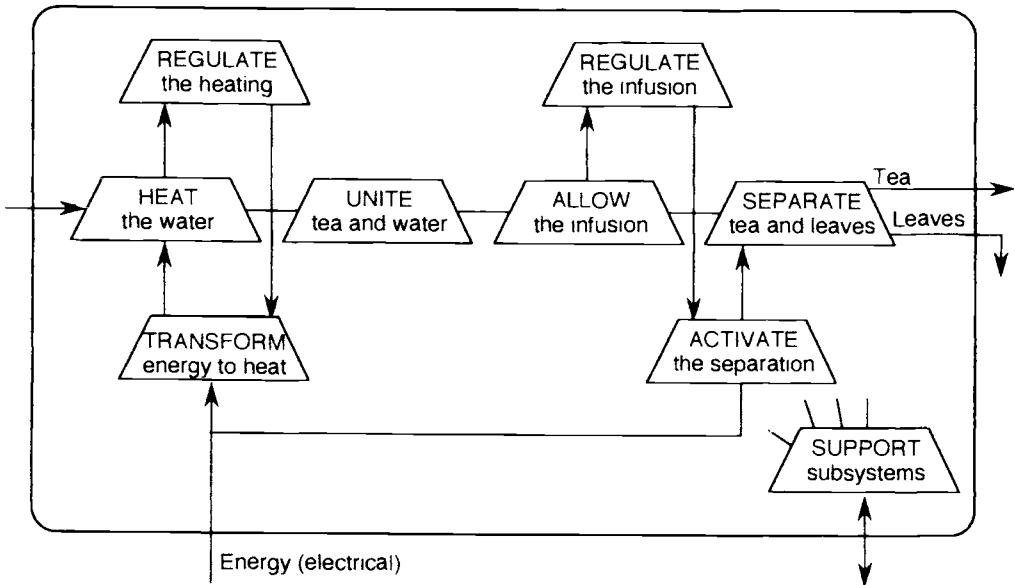 REGULATE
the heating
REGULATE
the infusion
HEAT
the water
UNITE
tea and water
ALLOW
the infusion
SEPARATE
tea and leaves
Tea
Leaves
TRANSFORM
energy to heat
ACTIVATE
the separation
SUPPORT
subsystems
Energy (electrical)